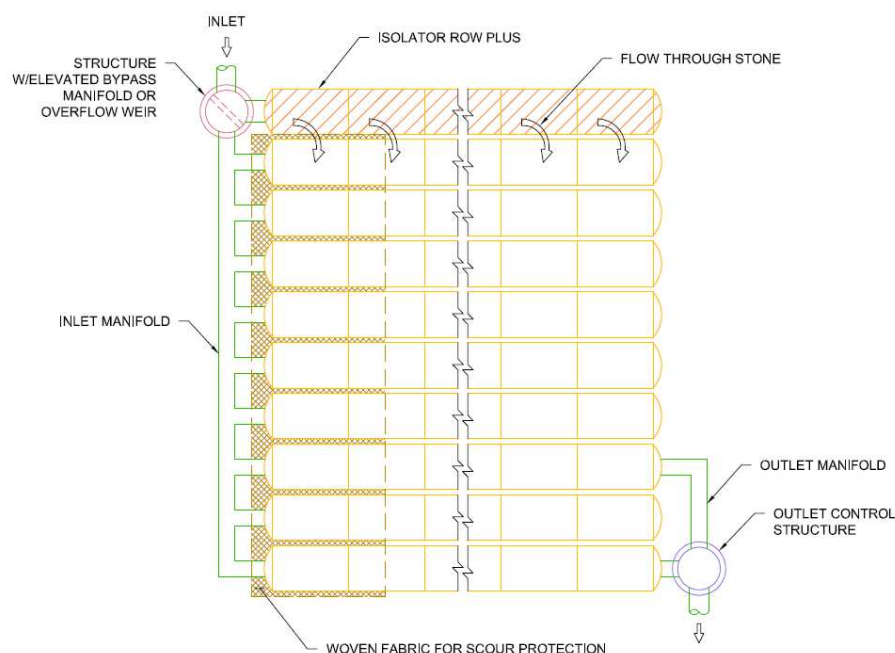 INLET
ISOLATOR ROW PLUS
STRUCTURE
W/ELEVATED BYPASS
MANIFOLD OR
OVERFLOW WEIR
FLOW THROUGH STONE
INLET MANIFOLD
OUTLET MANIFOLD
OUTLET CONTROL
STRUCTURE
WOVEN FABRIC FOR SCOUR PROTECTION